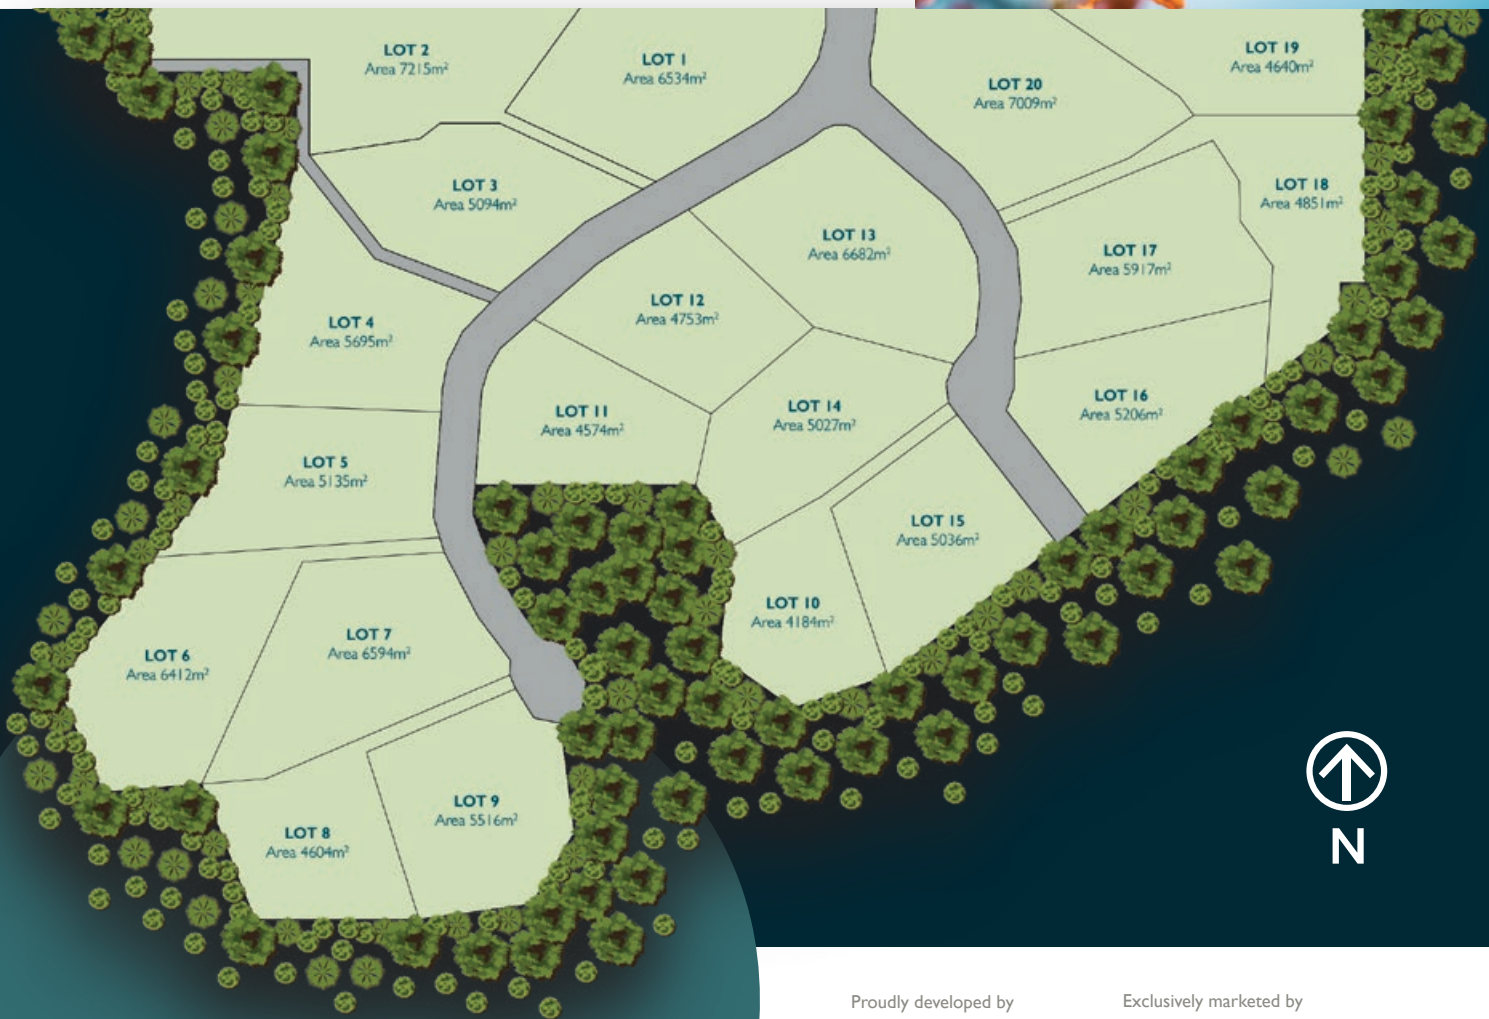 LOT 2
Area 7215m²
LOT 1
Area 6534m²
LOT 19
Area 4640m²
LOT 20
Area 7009m²
LOT 3
Area 5094m²
LOT 18
Area 4851m²
LOT 13
Area 6682m²
LOT 17
Area 5917m²
LOT 12
Area 4753m²
LOT 4
Area 5695m²
LOT 16
Area 5206m²
LOT 14
Area 5027m²
LOT 11
Area 4574m²
LOT 5
Area 5135m²
LOT 15
Area 5036m²
LOT 10
Area 4184m²
LOT 7
Area 6594m²
LOT 6
Area 6412m²
LOT 9
Area 5516m²
LOT 8
Area 4604m²
N
Proudly developed by
Exclusively marketed by